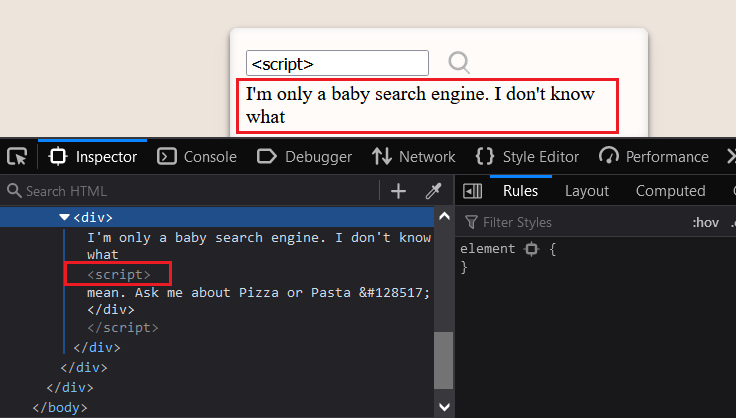 <script>
I'm only a baby search engine. I don't know
what
Inspector Console Debugger Network Style Editor Performance
Search HTML Rules Layout Computed
Filter Styles :hov
<div>
I'm only a baby search engine. I don't know
what
<script>
mean. Ask me about Pizza or Pasta &#128517;
</div>
</script>
</div>
</div>
</div>
</body>
element {
}